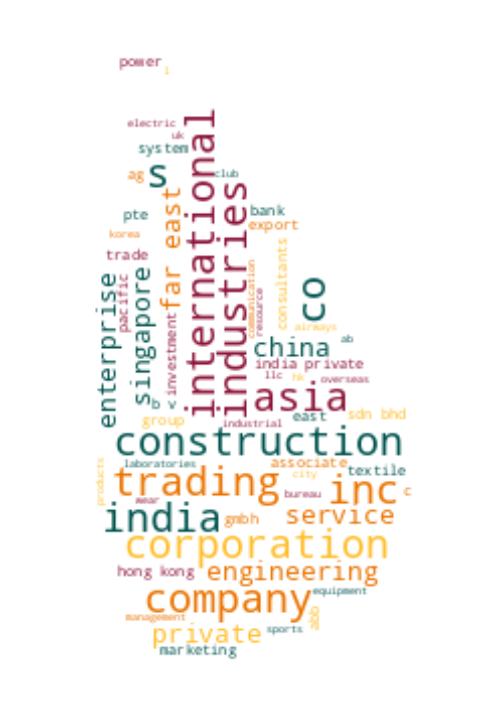 power
l
electric
uk
system
international
ag
s
club
industries
far east
pte
bank
export
korea
trade
consultants
communication
resource
pacific
enterprise
singapore
investment
co
airways
china
ab
india private
llc
hk
overseas
asia
b
v
group
industrial
east
sdn bhd
construction
products
laboratories
associate
textile
city
trading
inc
c
wear
bureau
india
gmbh
service
corporation
hong kong
engineering
company
equipment
abb
management
private
sports
marketing